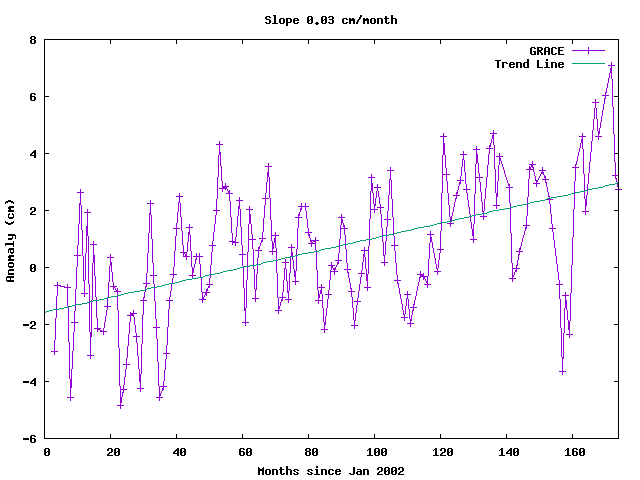 Slope 0.03 cm/month
GRACE
Trend Line
8
6
4
2
0
-2
-4
-6
Anomaly (cm)
0 20 40 60 80 100 120 140 160
Months since Jan 2002